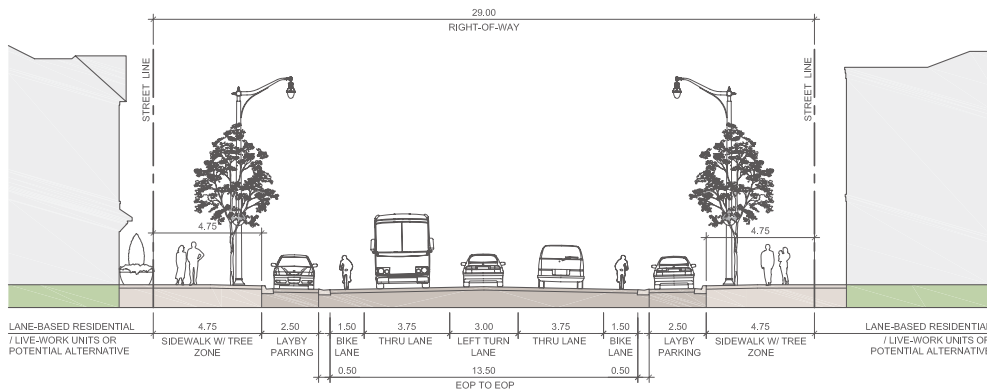 29.00
RIGHT-OF-WAY
STREET LINE
STREET LINE
4.75
4.75
LANE-BASED RESIDENTIAL
/ LIVE-WORK UNITS OR
POTENTIAL ALTERNATIVE
4.75
SIDEWALK W/ TREE
ZONE
2.50
LAYBY
PARKING
1.50
BIKE
LANE
3.75
THRU LANE
3.00
LEFT TURN
LANE
3.75
THRU LANE
1.50
BIKE
LANE
2.50
LAYBY
PARKING
4.75
SIDEWALK W/ TREE
ZONE
LANE-BASED RESIDENTIAL
/ LIVE-WORK UNITS OR
POTENTIAL ALTERNATIVE
0.50
13.50
0.50
EOP TO EOP